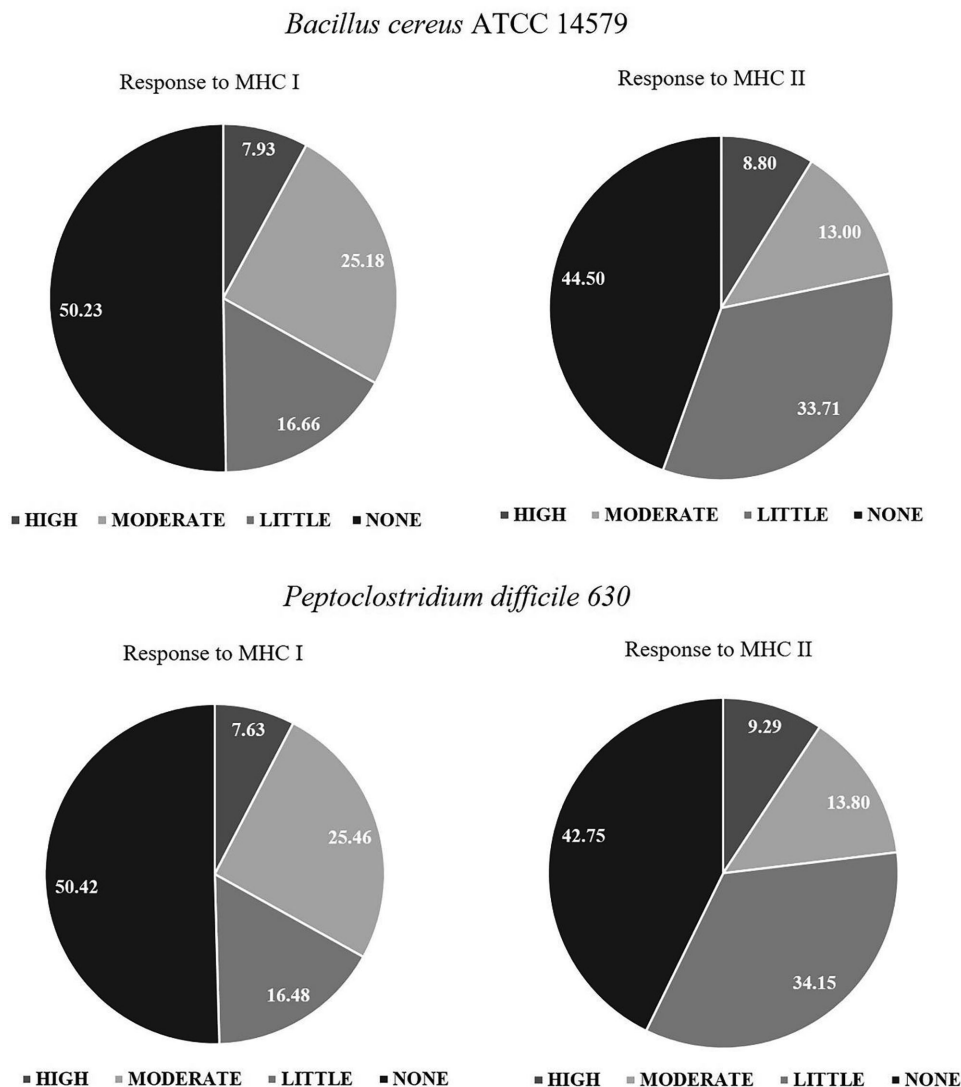 Bacillus cereus ATCC 14579
Response to MHC I
7.93
25.18
16.66
50.23
HIGH MODERATE LITTLE NONE
Response to MHC II
8.80
13.00
33.71
44.50
HIGH MODERATE LITTLE NONE
Peptoclostridium difficile 630
Response to MHC I
7.63
25.46
16.48
50.42
HIGH MODERATE LITTLE NONE
Response to MHC II
9.29
13.80
34.15
42.75
HIGH MODERATE LITTLE NONE